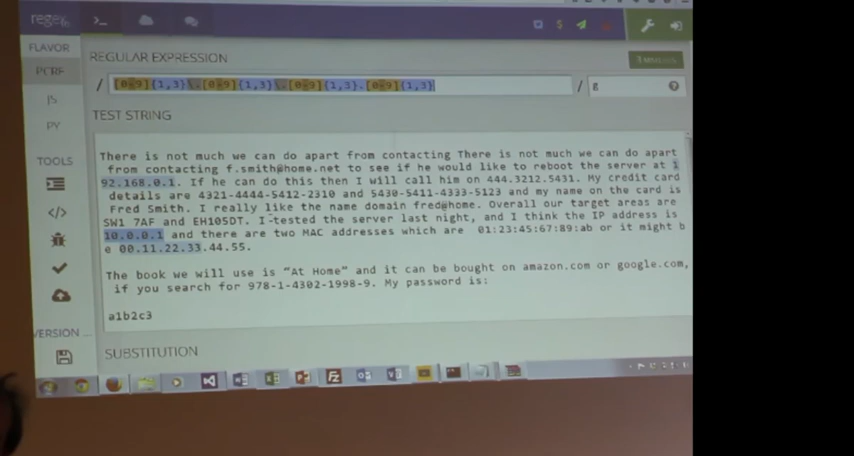 regex
FLAVOR
REGULAR EXPRESSION
PCRE
/ [0-9]{1,3}\.[0-9]{1,3}\.[0-9]{1,3}.[0-9]{1,3} / g
JS
TEST STRING
PY
TOOLS
There is not much we can do apart from contacting There is not much we can do apart
from contacting f.smith@home.net to see if he would like to reboot the server at 1
92.168.0.1. If he can do this then I will call him on 444.3212.5431. My credit card
details are 4321-4444-5412-2310 and 5430-5411-4333-5123 and my name on the card is
Fred Smith. I really like the name domain fred@home. Overall our target areas are
SW1 7AF and EH105DT. I tested the server last night, and I think the IP address is
10.0.0.1 and there are two MAC addresses which are 01:23:45:67:89:ab or it might b
e 00.11.22.33.44.55.
The book we will use is “At Home” and it can be bought on amazon.com or google.com,
if you search for 978-1-4302-1998-9. My password is:
a1b2c3
VERSION
SUBSTITUTION